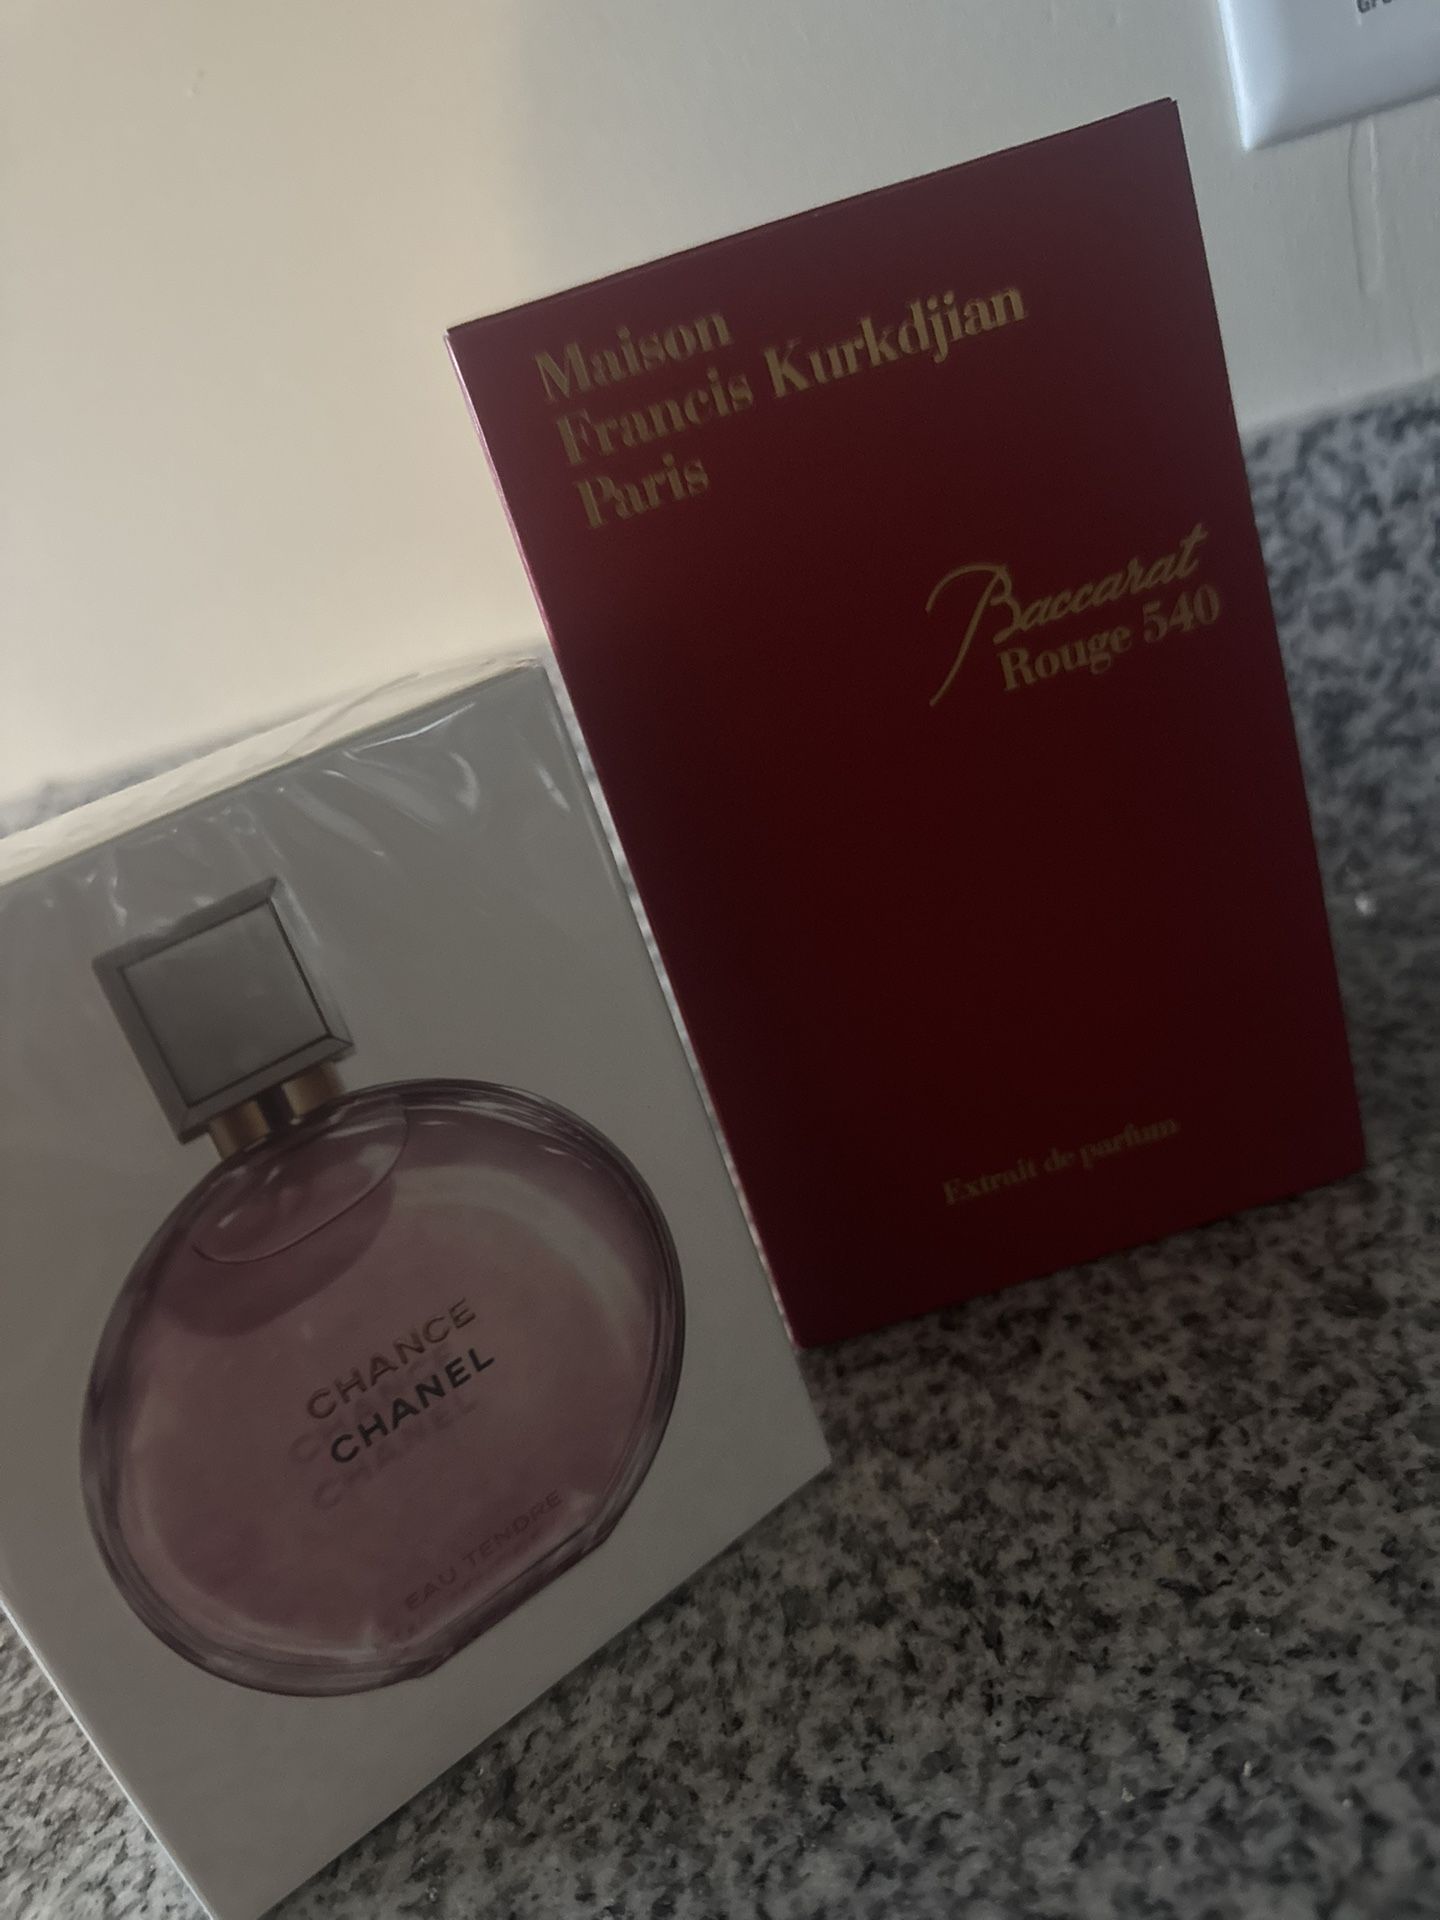 Maison
Francis Kurkdjian
Paris
Baccarat
Rouge 540
Extrait de parfum
CHANCE
CHANEL
EAU TENDRE